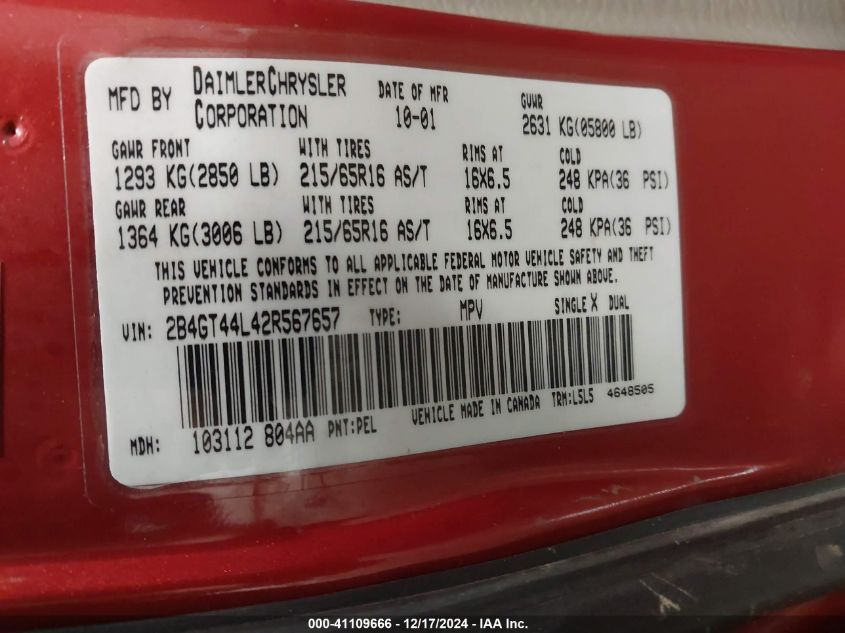 MFD BY DAIMLERCHRYSLER CORPORATION DATE OF MFR 10-01 GVWR 2631 KG(05800 LB)
GAWR FRONT WITH TIRES RIMS AT COLD
1293 KG(2850 LB) 215/65R16 AS/T 16X6.5 248 KPA(36 PSI)
GAWR REAR WITH TIRES RIMS AT COLD
1364 KG(3006 LB) 215/65R16 AS/T 16X6.5 248 KPA(36 PSI)
THIS VEHICLE CONFORMS TO ALL APPLICABLE FEDERAL MOTOR VEHICLE SAFETY AND THEFT
PREVENTION STANDARDS IN EFFECT ON THE DATE OF MANUFACTURE SHOWN ABOVE.
VIN: 2B4GT44L42R567657 TYPE: MPV SINGLE X DUAL
MDH: 103112 804AA PNT:PEL VEHICLE MADE IN CANADA TRM:L5L5 4648505
000-41109666 - 12/17/2024 - IAA Inc.